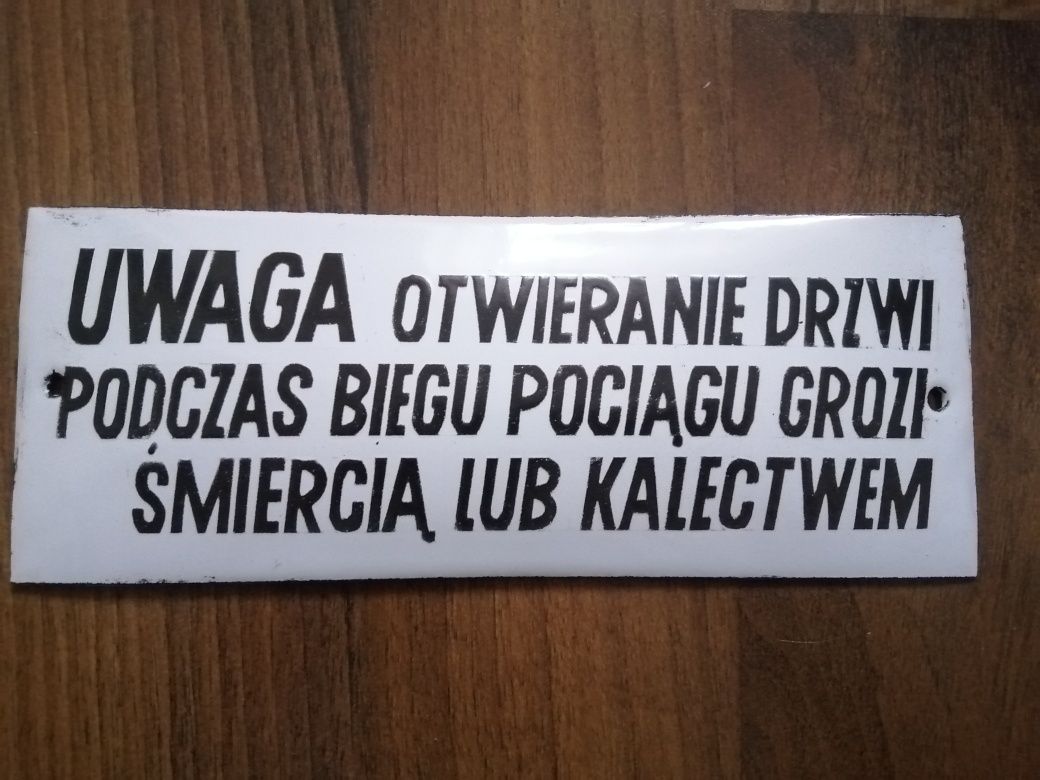 UWAGA OTWIERANIE DRZWI
PODCZAS BIEGU POCIĄGU GROZI
ŚMIERCIĄ LUB KALECTWEM